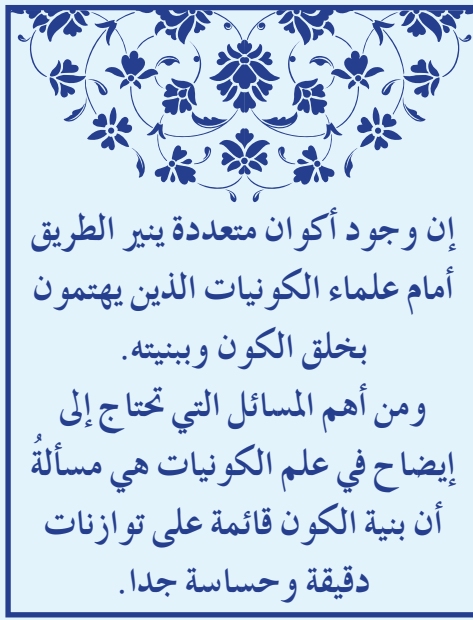 إن وجود أكوان متعددة ينير الطريق
أمام علماء الكونيات الذين يهتمون
بخلق الكون وببنيته.
ومن أهم المسائل التي تحتاج إلى
إيضاح في علم الكونيات هي مسألةُ
أن بنية الكون قائمة على توازنات
دقيقة وحساسة جدا.